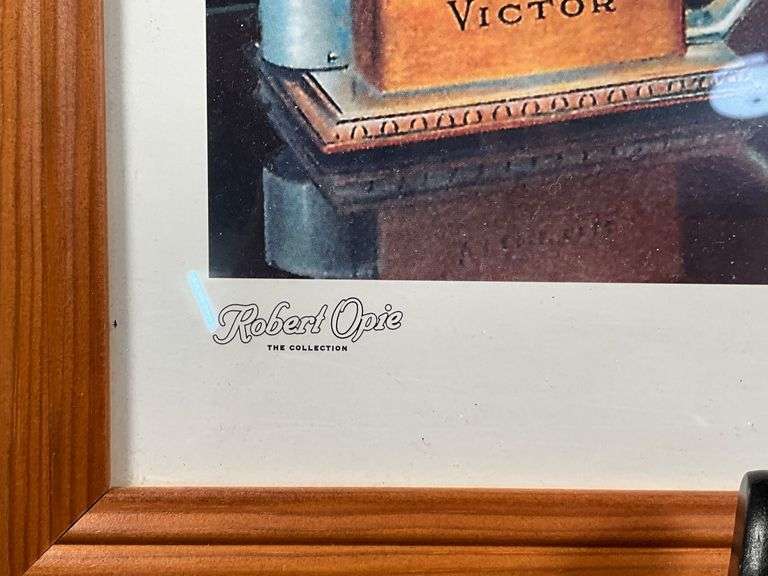 VICTOR
Robert Opie
THE COLLECTION